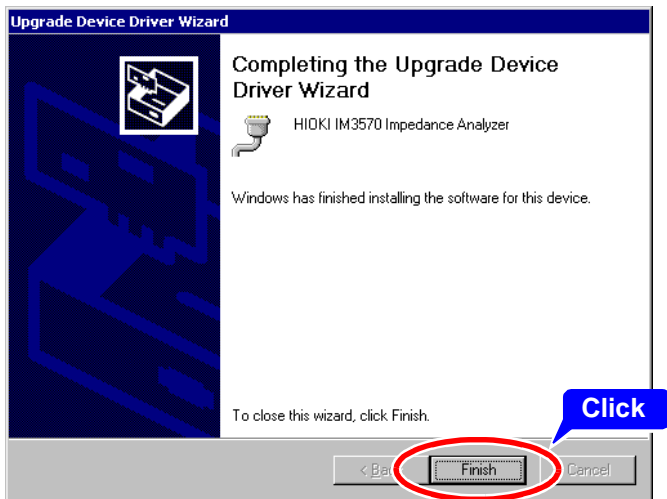 Upgrade Device Driver Wizard
Completing the Upgrade Device
Driver Wizard
HIOKI IM3570 Impedance Analyzer
Windows has finished installing the software for this device.
To close this wizard, click Finish.
Click
Finish
Cancel